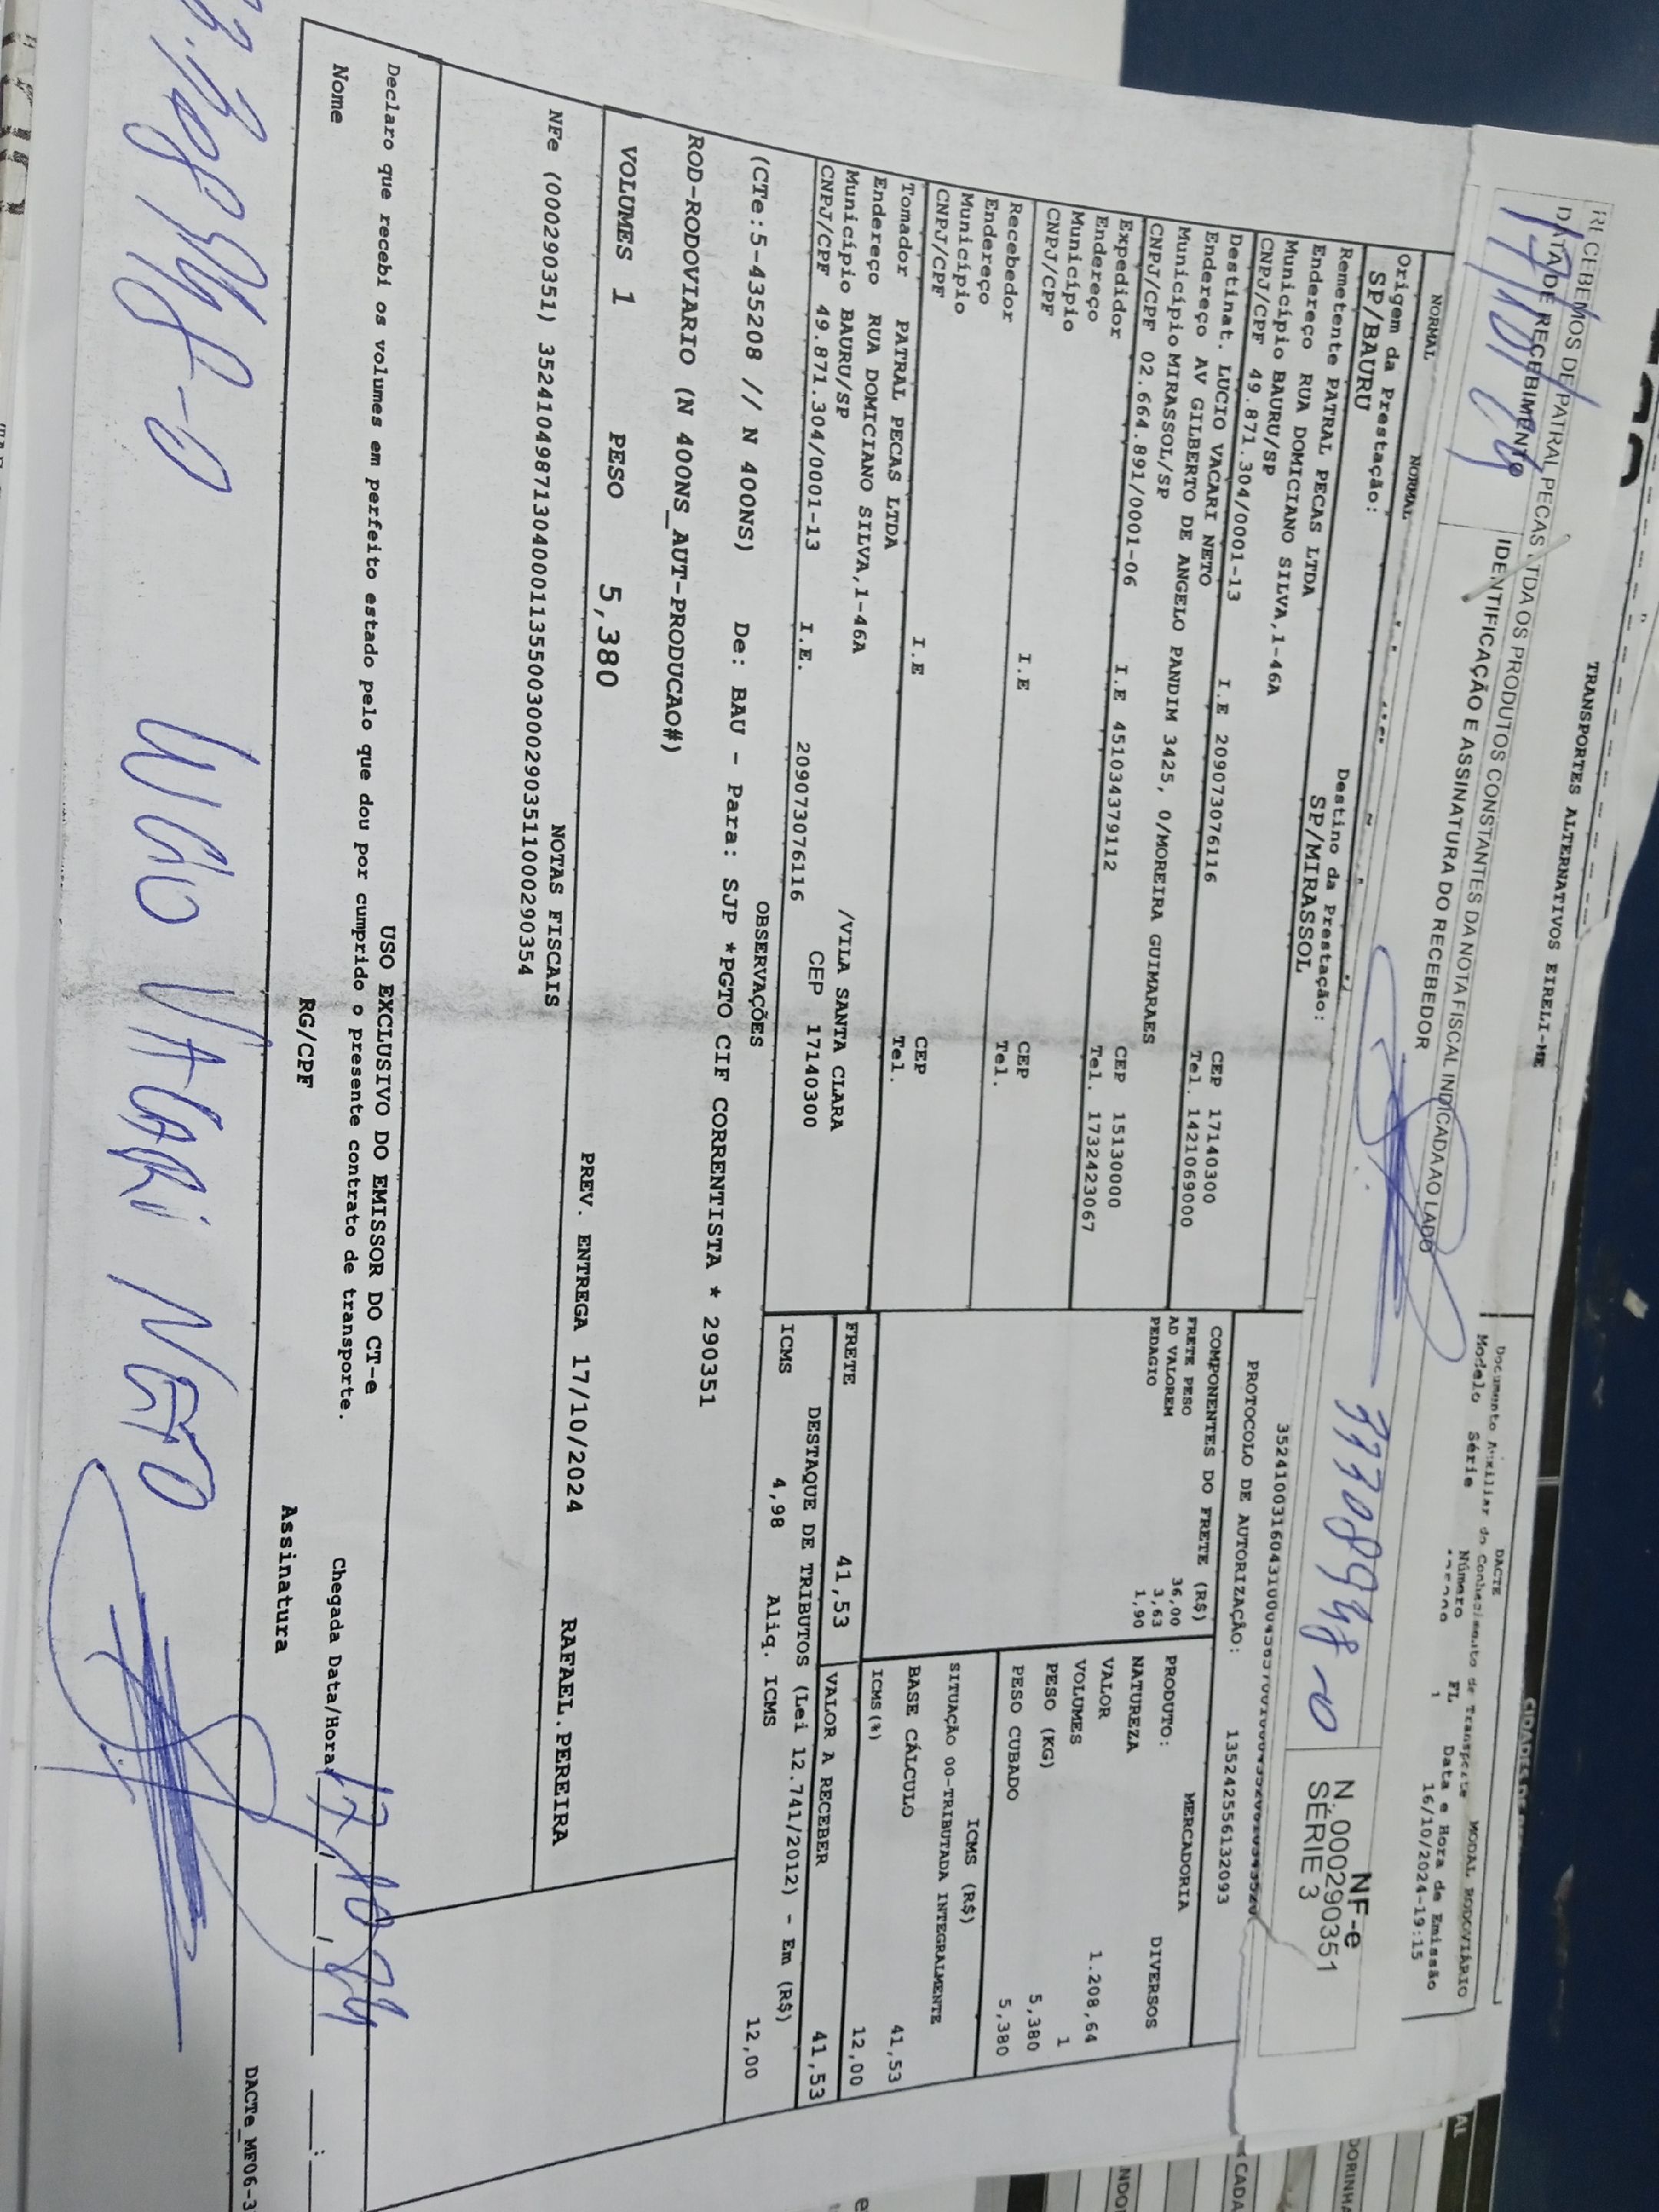 TRANSPORTES ALTERNATIVOS EIRELI-ME
RECEBEMOS DE PATRAL PECAS LTDA OS PRODUTOS CONSTANTES DA NOTA FISCAL INDICADA AO LADO
DATA DE RECEBIMENTO
IDENTIFICAÇÃO E ASSINATURA DO RECEBEDOR
17/10/24
NF-e
N. 000290351
SÉRIE 3
DACTE
Documento Auxiliar do Conhecimento de Transporte
MODAL RODOVIÁRIO
Modelo Série Número FL Data e Hora de Emissão
1 16/10/2024-19:15
NORMAL NORMAL
Origem da Prestação: Destino da Prestação:
SP/BAURU SP/MIRASSOL
Remetente PATRAL PECAS LTDA
Endereço RUA DOMICIANO SILVA,1-46A
Município BAURU/SP CEP 17140300
CNPJ/CPF 49.871.304/0001-13 I.E 209073076116 Tel. 1421069000
Destinat. LUCIO VACARI NETO
Endereço AV GILBERTO DE ANGELO PANDIM 3425, 0/MOREIRA GUIMARAES
Município MIRASSOL/SP CEP 15130000
CNPJ/CPF 02.664.891/0001-06 I.E 451034379112 Tel. 173242306​7
Expedidor
Endereço
Município CEP
CNPJ/CPF I.E Tel.
Recebedor
Endereço
Município CEP
CNPJ/CPF I.E Tel.
Tomador PATRAL PECAS LTDA
Endereço RUA DOMICIANO SILVA,1-46A /VILA SANTA CLARA
Município BAURU/SP CEP 17140300
CNPJ/CPF 49.871.304/0001-13 I.E. 209073076116
PROTOCOLO DE AUTORIZAÇÃO: 135242556132093
COMPONENTES DO FRETE (R$)
FRETE PESO 36,00
AD VALOREM 3,63
PEDAGIO 1,90
MERCADORIA
PRODUTO:
NATUREZA DIVERSOS
VALOR 1.208,64
VOLUMES 1
PESO (KG) 5,380
PESO CUBADO 5,380
ICMS (R$)
SITUAÇÃO 00-TRIBUTADA INTEGRALMENTE
BASE CÁLCULO 41,53
ICMS(%) 12,00
FRETE 41,53 VALOR A RECEBER 41,53
DESTAQUE DE TRIBUTOS (Lei 12.741/2012) - Em (R$)
ICMS 4,98 Aliq. ICMS 12,00
OBSERVAÇÕES
(CTe:5-435208 // N 400NS) De: BAU - Para: SJP *PGTO CIF CORRENTISTA * 290351
ROD-RODOVIARIO (N 400NS_AUT-PRODUCAO#)
VOLUMES 1 PESO 5,380 PREV. ENTREGA 17/10/2024 RAFAEL.PEREIRA
NOTAS FISCAIS
NFe (000290351) 35241049871304000113550030002903511000290354
USO EXCLUSIVO DO EMISSOR DO CT-e
Declaro que recebi os volumes em perfeito estado pelo que dou por cumprido o presente contrato de transporte.
Nome RG/CPF Assinatura Chegada Data/Hora
17/10/24
VACARI NETO
DACTe_MF06-3